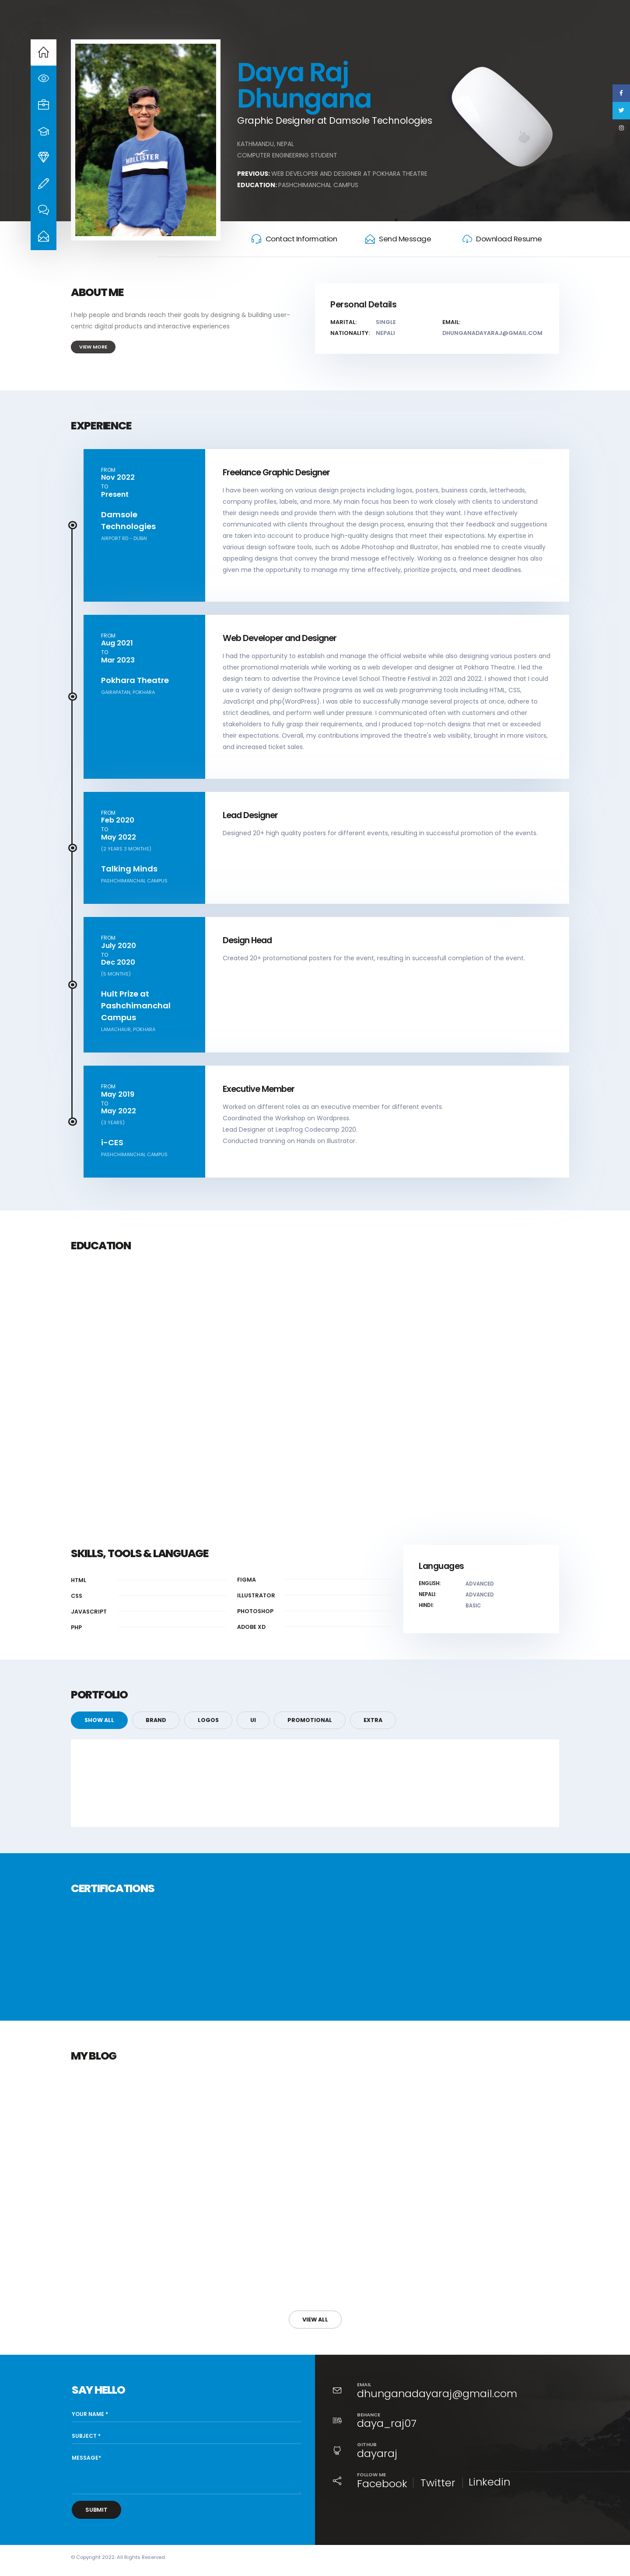 Daya Raj
Dhungana
Graphic Designer at Damsole Technologies
KATHMANDU, NEPAL
COMPUTER ENGINEERING STUDENT
PREVIOUS: WEB DEVELOPER AND DESIGNER AT POKHARA THEATRE
EDUCATION: PASHCHIMANCHAL CAMPUS
HOLLISTER
Contact Information
Send Message
Download Resume
ABOUT ME
I help people and brands reach their goals by designing & building user-
centric digital products and interactive experiences
VIEW MORE
Personal Details
MARITAL: SINGLE
NATIONALITY: NEPALI
EMAIL:
DHUNGANADAYARAJ@GMAIL.COM
EXPERIENCE
FROM
Nov 2022
TO
Present
Damsole
Technologies
AIRPORT RD - DUBAI
Freelance Graphic Designer
I have been working on various design projects including logos, posters, business cards, letterheads,
company profiles, labels, and more. My main focus has been to work closely with clients to understand
their design needs and provide them with the design solutions that they want. I have effectively
communicated with clients throughout the design process, ensuring that their feedback and suggestions
are taken into account to produce high-quality designs that meet their expectations. My expertise in
various design software tools, such as Adobe Photoshop and Illustrator, has enabled me to create visually
appealing designs that convey the brand message effectively. Working as a freelance designer has also
given me the opportunity to manage my time effectively, prioritize projects, and meet deadlines.
FROM
Aug 2021
TO
Mar 2023
Pokhara Theatre
GAIRAPATAN, POKHARA
Web Developer and Designer
I had the opportunity to establish and manage the official website while also designing various posters and
other promotional materials while working as a web developer and designer at Pokhara Theatre. I led the
design team to advertise the Province Level School Theatre Festival in 2021 and 2022. I showed that I could
use a variety of design software programs as well as web programming tools including HTML, CSS,
JavaScript and php(WordPress). I was able to successfully manage several projects at once, adhere to
strict deadlines, and perform well under pressure. I communicated often with customers and other
stakeholders to fully grasp their requirements, and I produced top-notch designs that met or exceeded
their expectations. Overall, my contributions improved the theatre's web visibility, brought in more visitors,
and increased ticket sales.
FROM
Feb 2020
TO
May 2022
(2 YEARS 3 MONTHS)
Talking Minds
PASHCHIMANCHAL CAMPUS
Lead Designer
Designed 20+ high quality posters for different events, resulting in successful promotion of the events.
FROM
July 2020
TO
Dec 2020
(5 MONTHS)
Hult Prize at
Pashchimanchal
Campus
LAMACHAUR, POKHARA
Design Head
Created 20+ protomotional posters for the event, resulting in successfull completion of the event.
FROM
May 2019
TO
May 2022
(3 YEARS)
i-CES
PASHCHIMANCHAL CAMPUS
Executive Member
Worked on different roles as an executive member for different events.
Coordinated the Workshop on Wordpress.
Lead Designer at Leapfrog Codecamp 2020.
Conducted tranning on Hands on Illustrator.
EDUCATION
SKILLS, TOOLS & LANGUAGE
HTML
CSS
JAVASCRIPT
PHP
FIGMA
ILLUSTRATOR
PHOTOSHOP
ADOBE XD
Languages
ENGLISH: ADVANCED
NEPALI: ADVANCED
HINDI: BASIC
PORTFOLIO
SHOW ALL
BRAND
LOGOS
UI
PROMOTIONAL
EXTRA
CERTIFICATIONS
MY BLOG
VIEW ALL
SAY HELLO
YOUR NAME *
SUBJECT *
MESSAGE*
SUBMIT
EMAIL
dhunganadayaraj@gmail.com
BEHANCE
daya_raj07
GITHUB
dayaraj
FOLLOW ME
Facebook Twitter Linkedin
© Copyright 2022. All Rights Reserved.